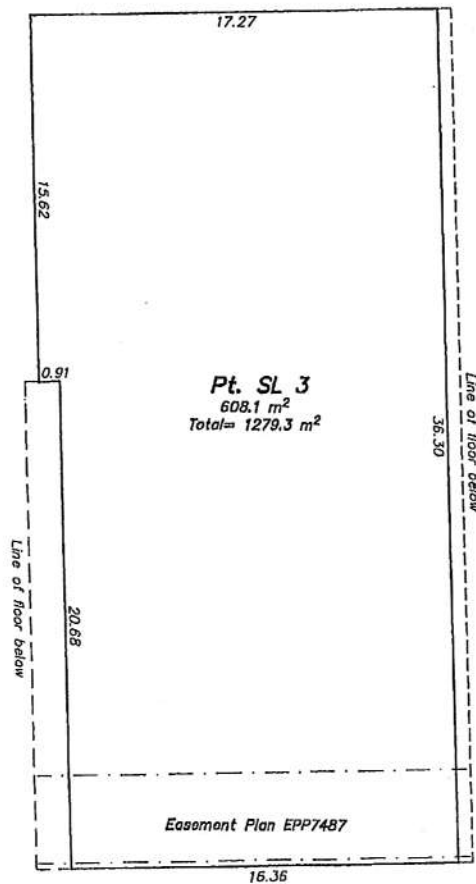 17.27
15.62
0.91
Pt. SL 3
608.1 m²
Total= 1279.3 m²
36.30
Line of floor below
Line of floor below
20.68
Easement Plan EPP7487
16.36